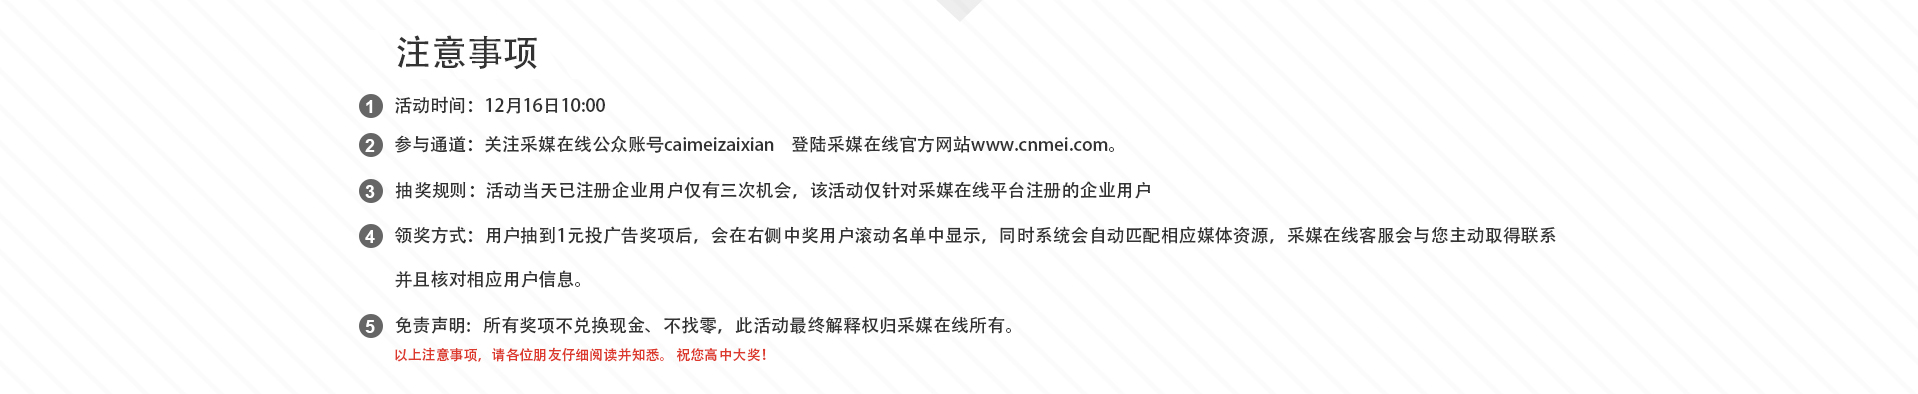 注意事项
1 活动时间：12月16日10:00
2 参与通道：关注采媒在线公众账号caimeizaixian 登陆采媒在线官方网站www.cnmei.com。
3 抽奖规则：活动当天已注册企业用户仅有三次机会，该活动仅针对采媒在线平台注册的企业用户
4 领奖方式：用户抽到1元投广告奖项后，会在右侧中奖用户滚动名单中显示，同时系统会自动匹配相应媒体资源，采媒在线客服会与您主动取得联系
并且核对相应用户信息。
5 免责声明：所有奖项不兑换现金、不找零，此活动最终解释权归采媒在线所有。
以上注意事项，请各位朋友仔细阅读并知悉。 祝您高中大奖！